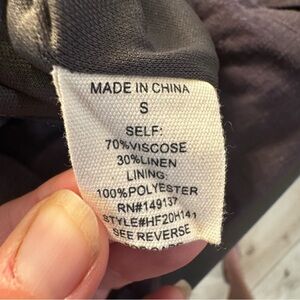 MADE IN CHINA
S
SELF:
70%VISCOSE
30%LINEN
LINING:
100%POLYESTER
RN#149137
STYLE#HF20H141
SEE REVERSE